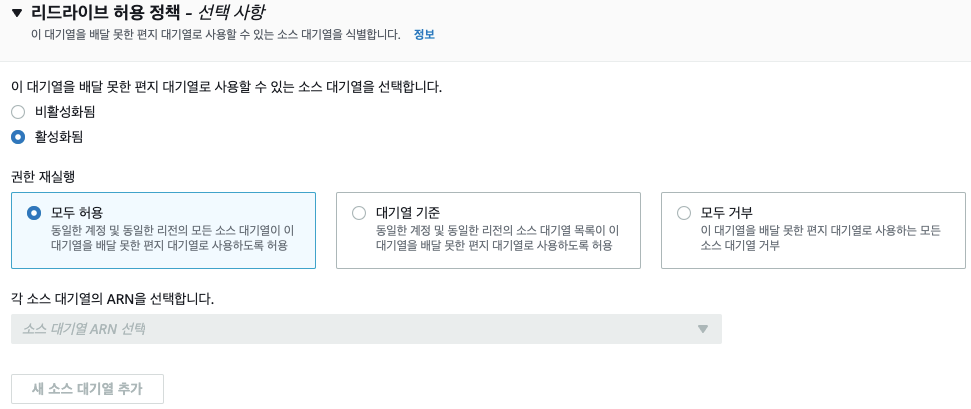 ▼ 리드라이브 허용 정책 - 선택 사항
이 대기열을 배달 못한 편지 대기열로 사용할 수 있는 소스 대기열을 식별합니다. 정보
이 대기열을 배달 못한 편지 대기열로 사용할 수 있는 소스 대기열을 선택합니다.
비활성화됨
활성화됨
권한 재실행
모두 허용
동일한 계정 및 동일한 리전의 모든 소스 대기열이 이
대기열을 배달 못한 편지 대기열로 사용하도록 허용
대기열 기준
동일한 계정 및 동일한 리전의 소스 대기열 목록이 이
대기열을 배달 못한 편지 대기열로 사용하도록 허용
모두 거부
이 대기열을 배달 못한 편지 대기열로 사용하는 모든
소스 대기열 거부
각 소스 대기열의 ARN을 선택합니다.
소스 대기열 ARN 선택
새 소스 대기열 추가